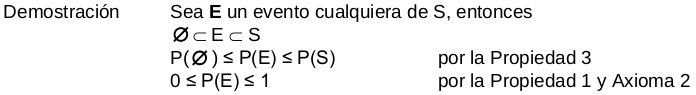 Demostración Sea E un evento cualquiera de S, entonces
∅ ⊂ E ⊂ S
P(∅) ≤ P(E) ≤ P(S) por la Propiedad 3
0 ≤ P(E) ≤ 1 por la Propiedad 1 y Axioma 2